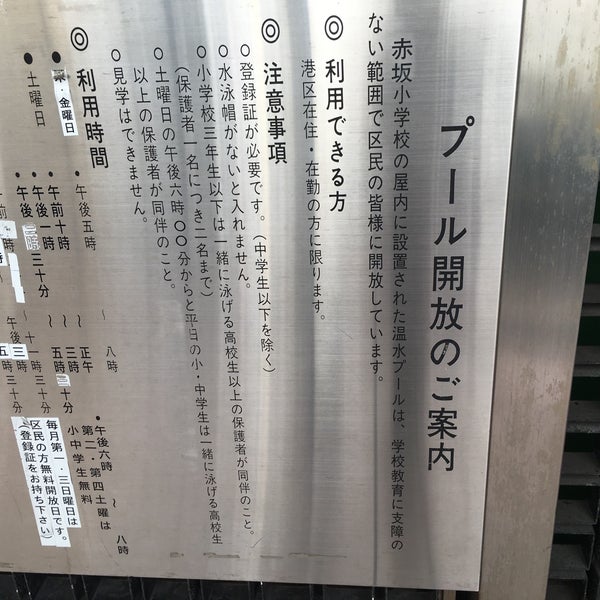 プール開放のご案内
赤坂小学校の屋内に設置された温水プールは、学校教育に支障の
ない範囲で区民の皆様に開放しています。
◎ 利用できる方
港区在住・在勤の方に限ります。
◎ 注意事項
○ 登録証が必要です。（中学生以下を除く）
○ 水泳帽がないと入れません。
○ 小学校三年生以下は一緒に泳げる高校生以上の保護者が同伴のこと。
（保護者一名につき二名まで）
○ 土曜日の午後六時〇〇分からと平日の小・中学生は一緒に泳げる高校生
以上の保護者が同伴のこと。
○ 見学はできません。
◎ 利用時間
● ・金曜日 ・午後五時 〜 八時 ・午後六時 〜 八時
● 土曜日 ・午前十時 〜 正午 第二・第四土曜は
・午後一時 〜 三時 小中学生無料
三十分 〜 五時三十分
毎月第一・三日曜日は
区民の方無料開放日です。
（登録証をお持ち下さい）